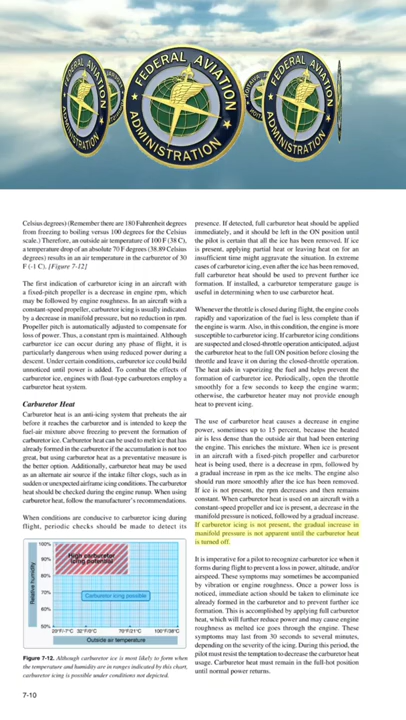 FEDERAL AVIATION
ADMINISTRATION
FEDERAL AVIATION
ADMINISTRATION
FEDERAL AVIATION
ADMINISTRATION
Celsius degrees) (Remember there are 180 Fahrenheit degrees
from freezing to boiling versus 100 degrees for the Celsius
scale.) Therefore, an outside air temperature of 100 F (38 C),
a temperature drop of an absolute 70 F degrees (38.89 Celsius
degrees) results in an air temperature in the carburetor of 30
F (-1 C). [Figure 7-12]
The first indication of carburetor icing in an aircraft with
a fixed-pitch propeller is a decrease in engine rpm, which
may be followed by engine roughness. In an aircraft with a
constant-speed propeller, carburetor icing is usually indicated
by a decrease in manifold pressure, but no reduction in rpm.
Propeller pitch is automatically adjusted to compensate for
loss of power. Thus, a constant rpm is maintained. Although
carburetor ice can occur during any phase of flight, it is
particularly dangerous when using reduced power during a
descent. Under certain conditions, carburetor ice could build
unnoticed until power is added. To combat the effects of
carburetor ice, engines with float-type carburetors employ a
carburetor heat system.
Carburetor Heat
Carburetor heat is an anti-icing system that preheats the air
before it reaches the carburetor and is intended to keep the
fuel-air mixture above freezing to prevent the formation of
carburetor ice. Carburetor heat can be used to melt ice that has
already formed in the carburetor if the accumulation is not too
great, but using carburetor heat as a preventative measure is
the better option. Additionally, carburetor heat may be used
as an alternate air source if the intake filter clogs, such as in
sudden or unexpected airframe icing conditions. The carburetor
heat should be checked during the engine runup. When using
carburetor heat, follow the manufacturer's recommendations.
When conditions are conducive to carburetor icing during
flight, periodic checks should be made to detect its
100%
90%
80%
70%
60%
50%
Relative humidity
High carburetor
icing potential
Carburetor icing possible
20°F/-7°C 32°F/0°C 70°F/21°C 100°F/38°C
Outside air temperature
Figure 7-12. Although carburetor ice is most likely to form when
the temperature and humidity are in ranges indicated by this chart,
carburetor icing is possible under conditions not depicted.
7-10
presence. If detected, full carburetor heat should be applied
immediately, and it should be left in the ON position until
the pilot is certain that all the ice has been removed. If ice
is present, applying partial heat or leaving heat on for an
insufficient time might aggravate the situation. In extreme
cases of carburetor icing, even after the ice has been removed,
full carburetor heat should be used to prevent further ice
formation. If installed, a carburetor temperature gauge is
useful in determining when to use carburetor heat.
Whenever the throttle is closed during flight, the engine cools
rapidly and vaporization of the fuel is less complete than if
the engine is warm. Also, in this condition, the engine is more
susceptible to carburetor icing. If carburetor icing conditions
are suspected and closed-throttle operation anticipated, adjust
the carburetor heat to the full ON position before closing the
throttle and leave it on during the closed-throttle operation.
The heat aids in vaporizing the fuel and helps prevent the
formation of carburetor ice. Periodically, open the throttle
smoothly for a few seconds to keep the engine warm;
otherwise, the carburetor heater may not provide enough
heat to prevent icing.
The use of carburetor heat causes a decrease in engine
power, sometimes up to 15 percent, because the heated
air is less dense than the outside air that had been entering
the engine. This enriches the mixture. When ice is present
in an aircraft with a fixed-pitch propeller and carburetor
heat is being used, there is a decrease in rpm, followed by
a gradual increase in rpm as the ice melts. The engine also
should run more smoothly after the ice has been removed.
If ice is not present, the rpm decreases and then remains
constant. When carburetor heat is used on an aircraft with a
constant-speed propeller and ice is present, a decrease in the
manifold pressure is noticed, followed by a gradual increase.
If carburetor icing is not present, the gradual increase in
manifold pressure is not apparent until the carburetor heat
is turned off.
It is imperative for a pilot to recognize carburetor ice when it
forms during flight to prevent a loss in power, altitude, and/or
airspeed. These symptoms may sometimes be accompanied
by vibration or engine roughness. Once a power loss is
noticed, immediate action should be taken to eliminate ice
already formed in the carburetor and to prevent further ice
formation. This is accomplished by applying full carburetor
heat, which will further reduce power and may cause engine
roughness as melted ice goes through the engine. These
symptoms may last from 30 seconds to several minutes,
depending on the severity of the icing. During this period, the
pilot must resist the temptation to decrease the carburetor heat
usage. Carburetor heat must remain in the full-hot position
until normal power returns.